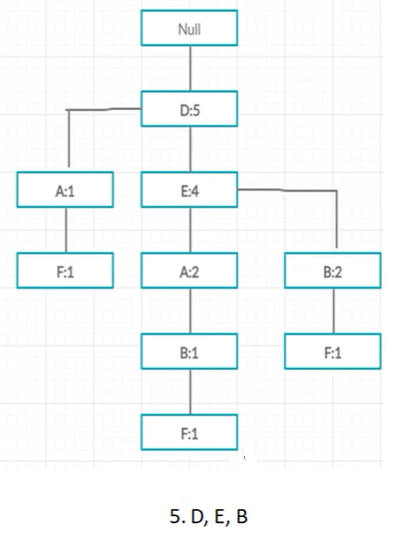 Null
D:5
A:1 E:4
F:1 A:2 B:2
B:1 F:1
F:1
5. D, E, B